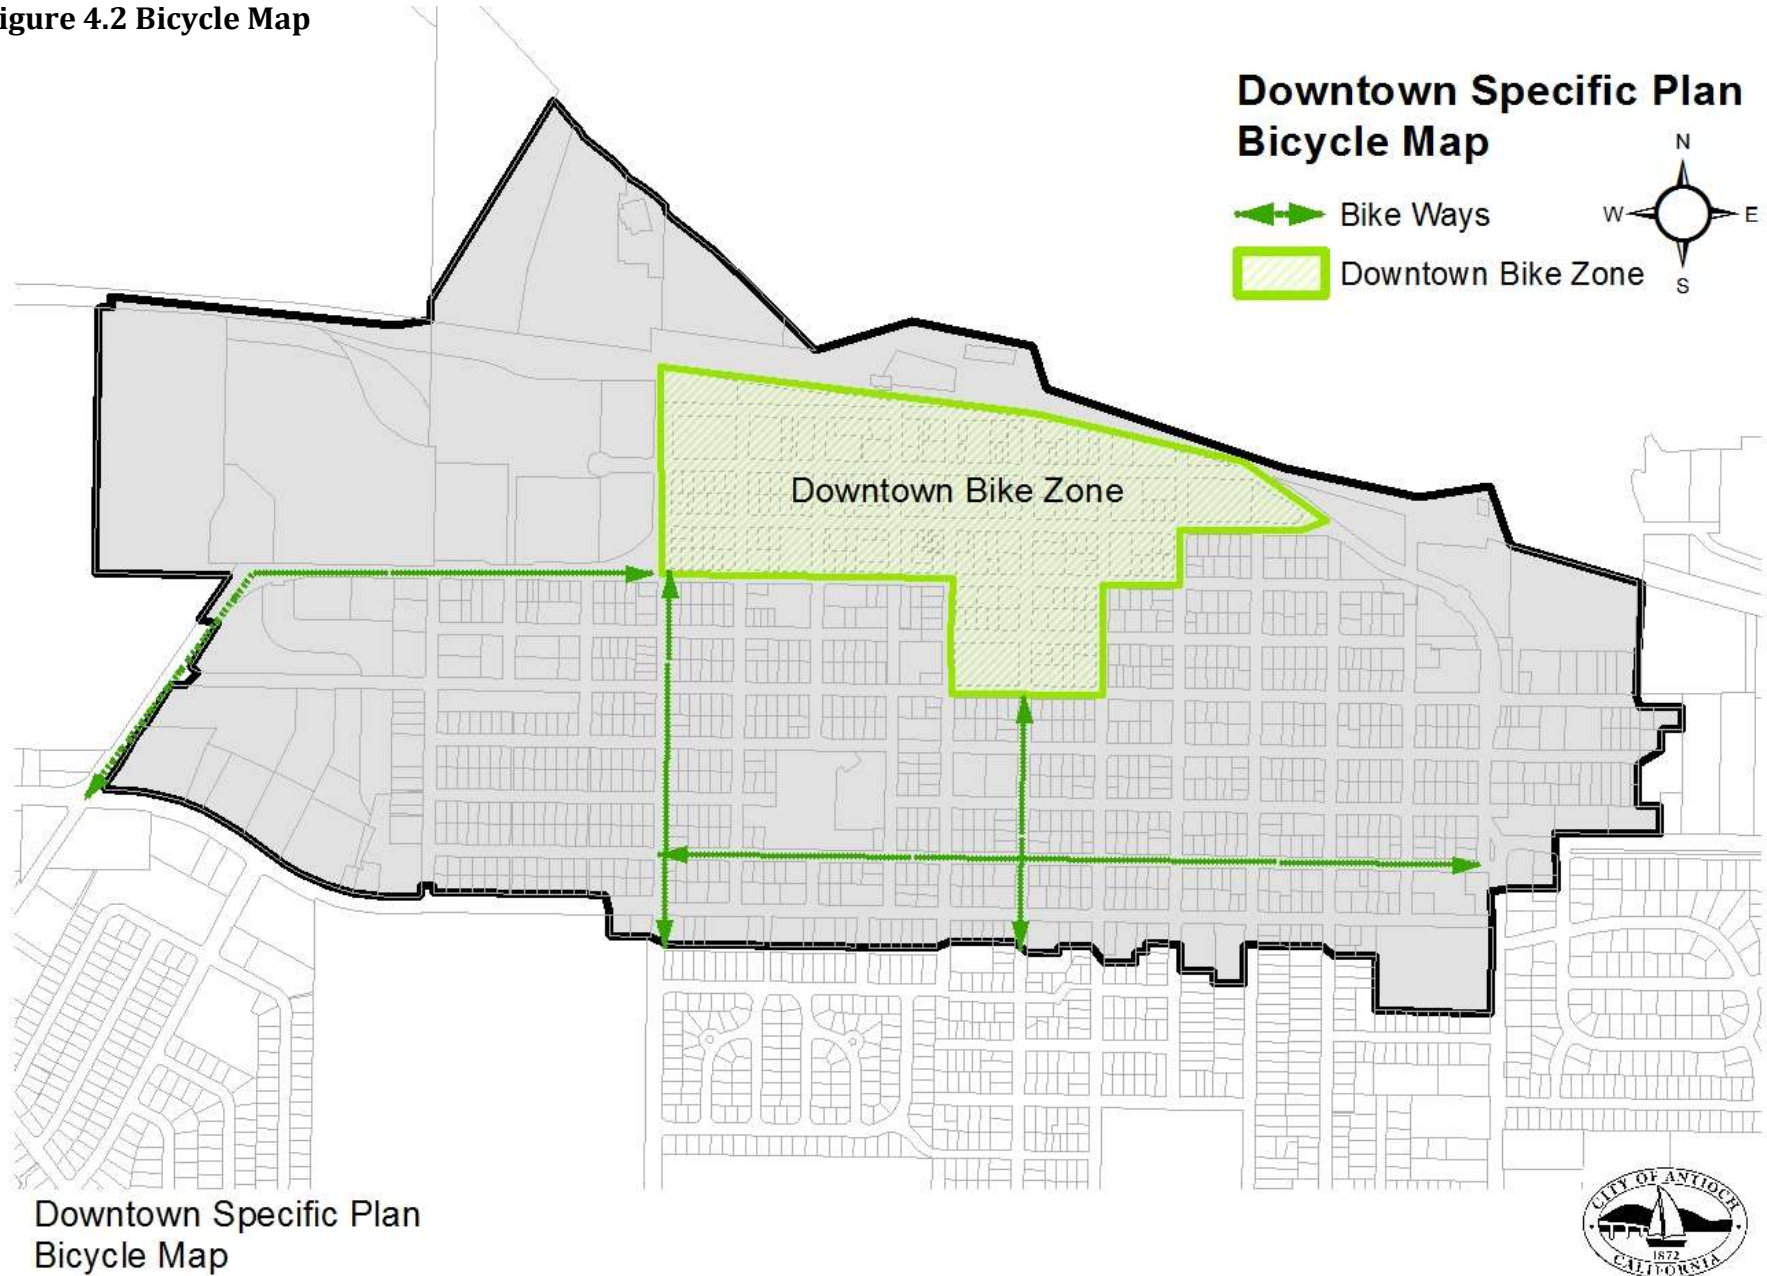 igure 4.2 Bicycle Map
Downtown Specific Plan
Bicycle Map
N
W
E
S
Bike Ways
Downtown Bike Zone
Downtown Bike Zone
Downtown Specific Plan
Bicycle Map
CITY OF ANTIOCH
1872
CALIFORNIA